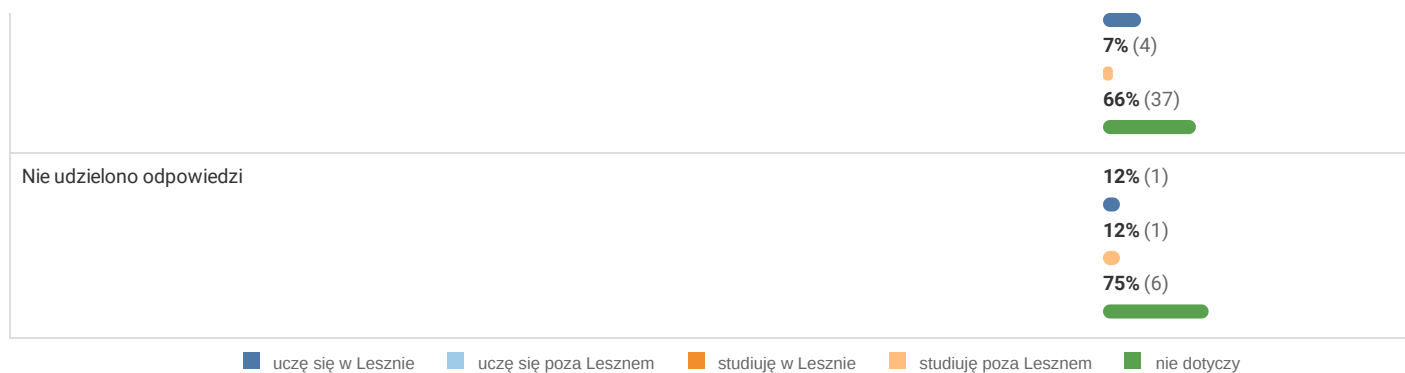 7% (4)
66% (37)
Nie udzielono odpowiedzi 12% (1)
12% (1)
75% (6)
uczę się w Lesznie uczę się poza Lesznem studiuję w Lesznie studiuję poza Lesznem nie dotyczy